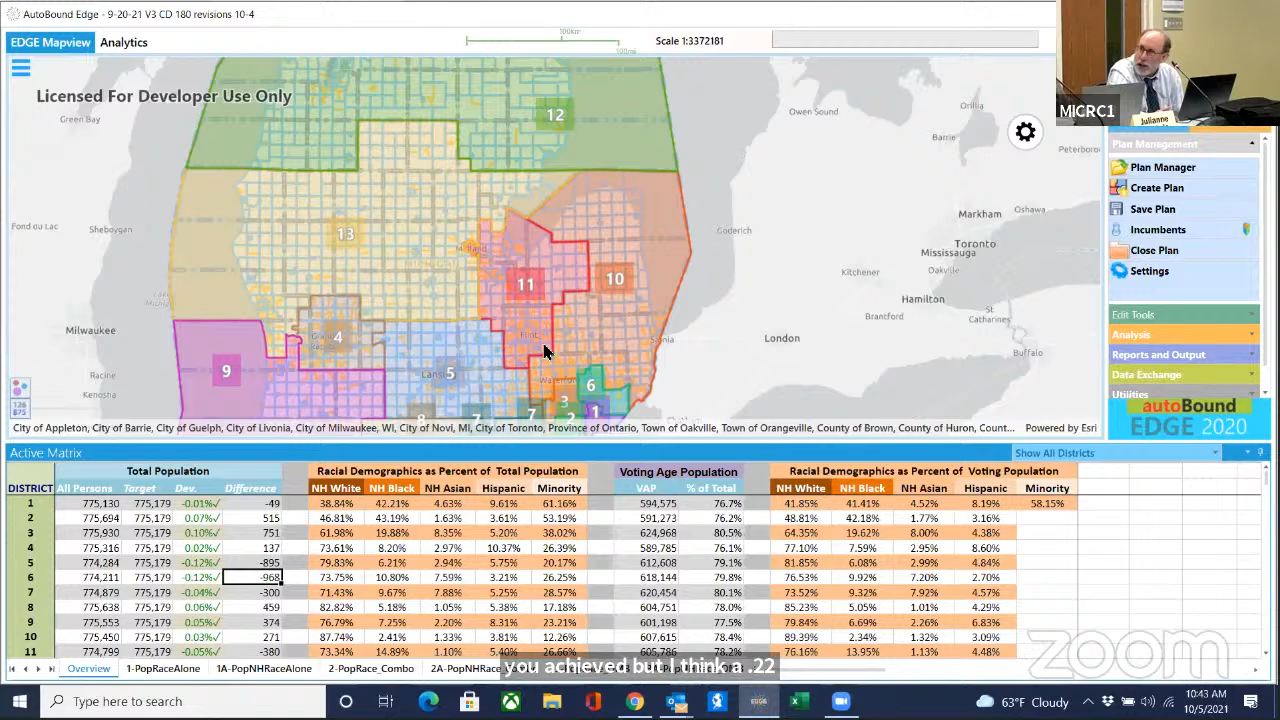 AutoBound Edge - 9-20-21 V3 CD 180 revisions 10-4
EDGE Mapview
Analytics
100km
100mi
Scale 1:3372181
Licensed For Developer Use Only
Green Bay
Owen Sound
Orillia
Barrie
Peterboro
Fond du Lac
Sheboygan
Goderich
Markham
Oshawa
Toronto
Mississauga
Oakville
Kitchener
Hamilton
Brantford
St
Catharines
Milwaukee
Racine
Kenosha
London
Buffalo
Midland
Flint
Lansi
Waterfor
12
13
11
10
4
9
5
6
3
7
2
1
126
$75
City of Appleton, City of Barrie, City of Guelph, City of Livonia, City of Milwaukee, WI, City of Novi, MI, City of Toronto, Province of Ontario, Town of Oakville, Town of Orangeville, County of Brown, County of Huron, Count...
Powered by Esri
MICRC1
Julianne
Plan Management
Plan Manager
Create Plan
Save Plan
Incumbents
Close Plan
Settings
Edit Tools
Analysis
Reports and Output
Data Exchange
Utilities
autoBound
EDGE 2020
Active Matrix
Show All Districts
Total Population
Racial Demographics as Percent of Total Population
Voting Age Population
Racial Demographics as Percent of Voting Population
DISTRICT All Persons Target Dev. Difference NH White NH Black NH Asian Hispanic Minority VAP % of Total NH White NH Black NH Asian Hispanic Minority
1 775,130 775,179 -0.01%✓ -49 38.84% 42.21% 4.63% 9.61% 61.16% 594,575 76.7% 41.85% 41.41% 4.52% 8.19% 58.15%
2 775,694 775,179 0.07%✓ 515 46.81% 43.19% 1.63% 3.61% 53.19% 591,273 76.2% 48.81% 42.18% 1.77% 3.16%
3 775,930 775,179 0.10%✓ 751 61.98% 19.88% 8.35% 5.20% 38.02% 624,968 80.5% 64.35% 19.62% 8.00% 4.38%
4 775,316 775,179 0.02%✓ 137 73.61% 8.20% 2.97% 10.37% 26.39% 589,785 76.1% 77.10% 7.59% 2.95% 8.60%
5 774,284 775,179 -0.12%✓ -895 79.83% 6.21% 2.94% 5.75% 20.17% 612,608 79.1% 81.85% 6.08% 2.99% 4.84%
6 774,211 775,179 -0.12%✓ -968 73.75% 10.80% 7.59% 3.21% 26.25% 618,144 79.8% 76.53% 9.92% 7.20% 2.70%
7 774,879 775,179 -0.04%✓ -300 71.43% 9.67% 7.88% 5.25% 28.57% 620,454 80.1% 73.52% 9.32% 7.92% 4.57%
8 775,638 775,179 0.06%✓ 459 82.82% 5.18% 1.05% 5.38% 17.18% 604,751 78.0% 85.23% 5.05% 1.01% 4.29%
9 775,553 775,179 0.05%✓ 374 76.79% 7.25% 2.20% 8.31% 23.21% 601,198 77.5% 79.84% 6.69% 2.26% 6.83%
10 775,450 775,179 0.03%✓ 271 87.74% 2.41% 1.33% 3.81% 12.26% 607,615 78.4% 89.39% 2.34% 1.32% 3.09%
11 774,799 775,179 -0.05%✓ -380 73.34% 14.89% 1.10% 5.40% 605,786 78.2% 76.16% 13.95% 1.13% 4.48%
you achieved but I think a .22
Overview 1-PopRaceAlone 1A-PopNHRaceAlone 2-PopRace_Combo
zoom
Type here to search
EDGE
63°F Cloudy
10:43 AM
10/5/2021